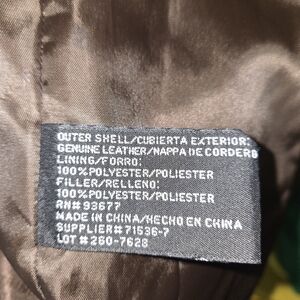 OUTER SHELL/CUBIERTA EXTERIOR:
GENUINE LEATHER/NAPPA DE CORDERO
LINING/FORRO:
100% POLYESTER/POLIESTER
FILLER/RELLENO:
100% POLYESTER/POLIESTER
RN# 93677
MADE IN CHINA/HECHO EN CHINA
SUPPLIER# 71536-7
LOT # 260-7628